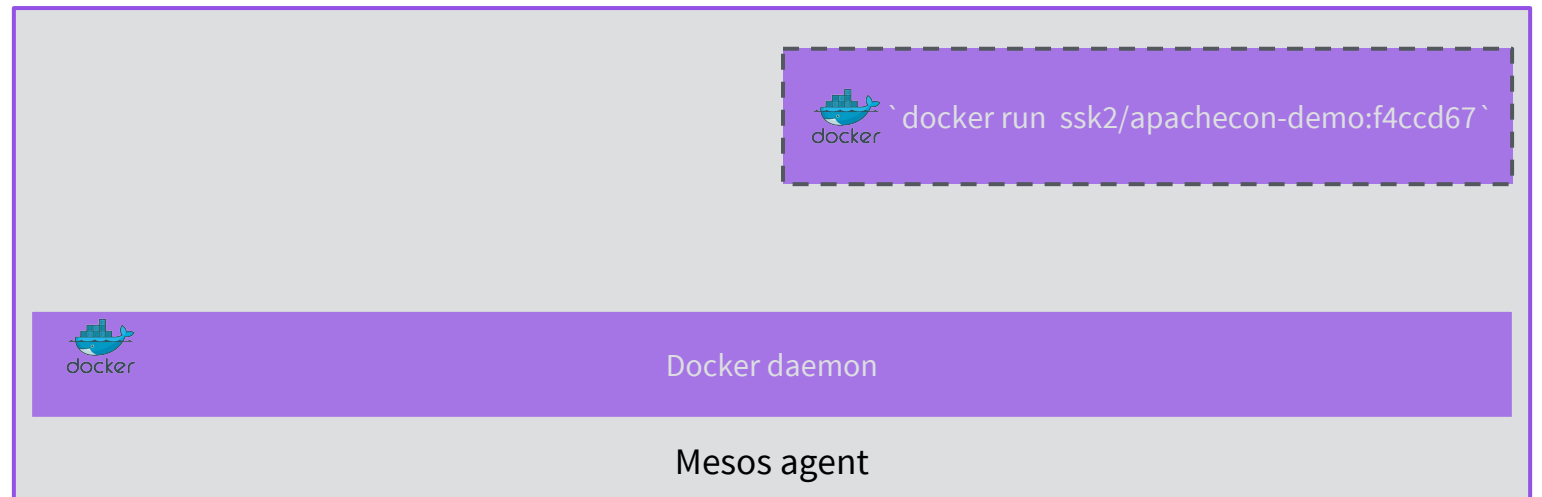 docker
`docker run ssk2/apachecon-demo:f4ccd67`
docker
Docker daemon
Mesos agent